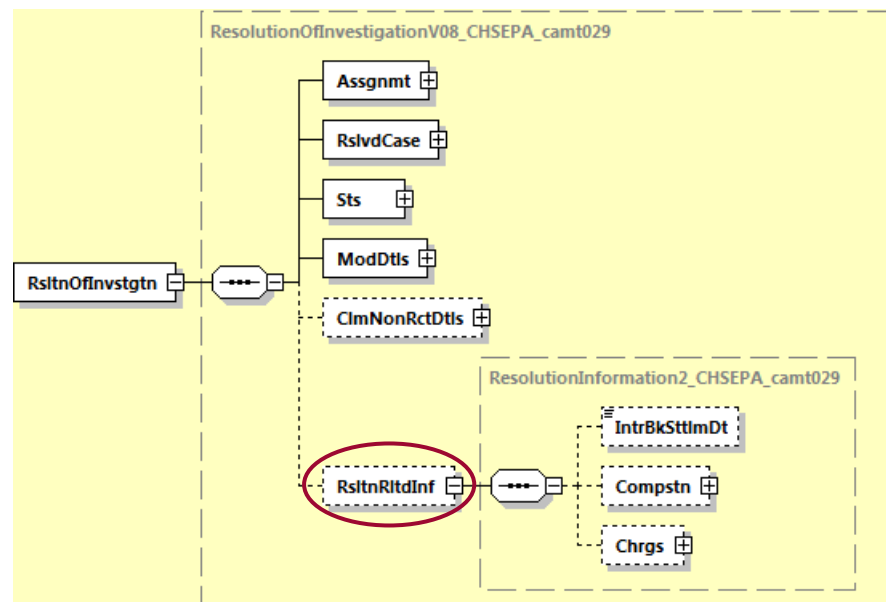 ResolutionOfInvestigationV08_CHSEPA_camt029
Assgnmt
RslvdCase
Sts
ModDtls
RsltnOfInvstgtn
ClmNonRctDtls
ResolutionInformation2_CHSEPA_camt029
IntrBkSttlmDt
RsltnRltdInf
Compstn
Chrgs